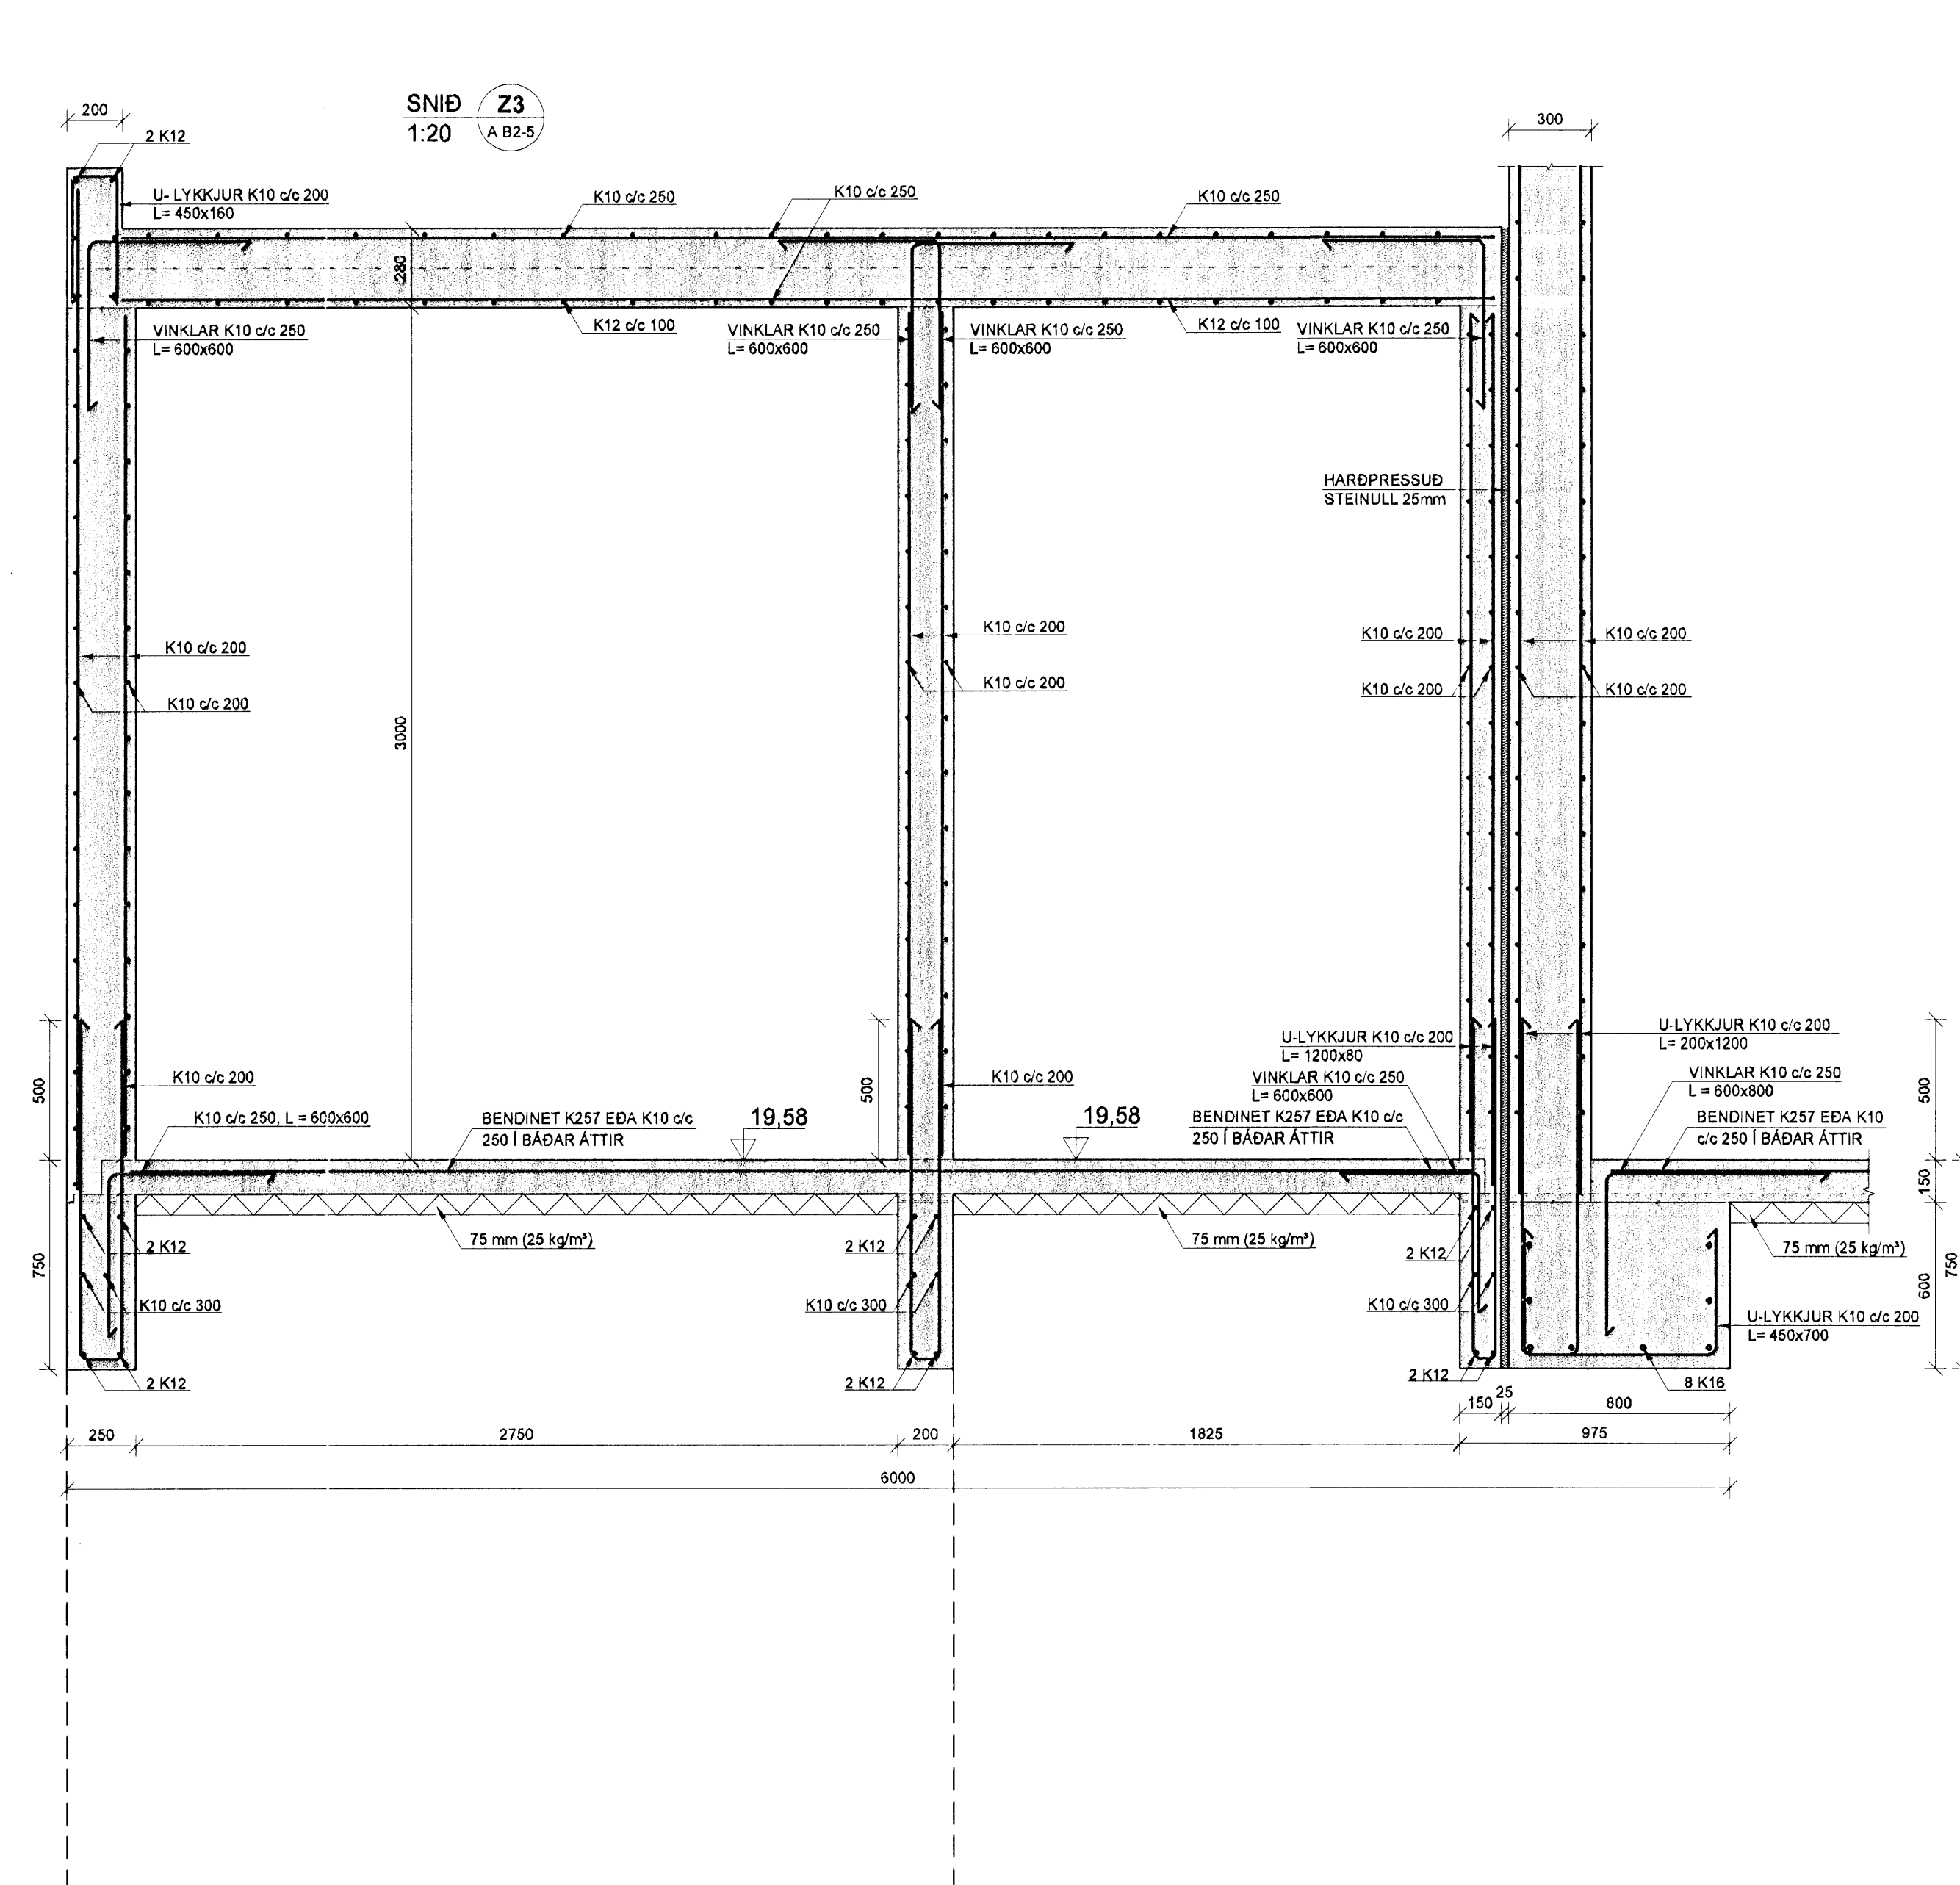 SNIÐ Z3
1:20 A B2-5
200
300
2 K12
U- LYKKJUR K10 c/c 200
L= 450x160
K10 c/c 250
K10 c/c 250
K10 c/c 250
280
VINKLAR K10 c/c 250
L= 600x600
K12 c/c 100
VINKLAR K10 c/c 250
L= 600x600
VINKLAR K10 c/c 250
L= 600x600
K12 c/c 100
VINKLAR K10 c/c 250
L= 600x600
HARÐPRESSUÐ
STEINULL 25mm
K10 c/c 200
K10 c/c 200
3000
K10 c/c 200
K10 c/c 200
K10 c/c 200
K10 c/c 200
K10 c/c 200
K10 c/c 200
500
K10 c/c 200
K10 c/c 250, L = 600x600
BENDINET K257 EÐA K10 c/c
250 Í BÁÐAR ÁTTIR
19,58
500
K10 c/c 200
19,58
U-LYKKJUR K10 c/c 200
L= 1200x80
VINKLAR K10 c/c 250
L= 600x600
BENDINET K257 EÐA K10 c/c
250 Í BÁÐAR ÁTTIR
U-LYKKJUR K10 c/c 200
L= 200x1200
VINKLAR K10 c/c 250
L = 600x800
BENDINET K257 EÐA K10
c/c 250 Í BÁÐAR ÁTTIR
500
150
750
2 K12
75 mm (25 kg/m³)
2 K12
75 mm (25 kg/m³)
2 K12
75 mm (25 kg/m³)
K10 c/c 300
K10 c/c 300
K10 c/c 300
600
750
U-LYKKJUR K10 c/c 200
L= 450x700
2 K12
2 K12
2 K12
8 K16
150
25
800
250
2750
200
1825
975
6000